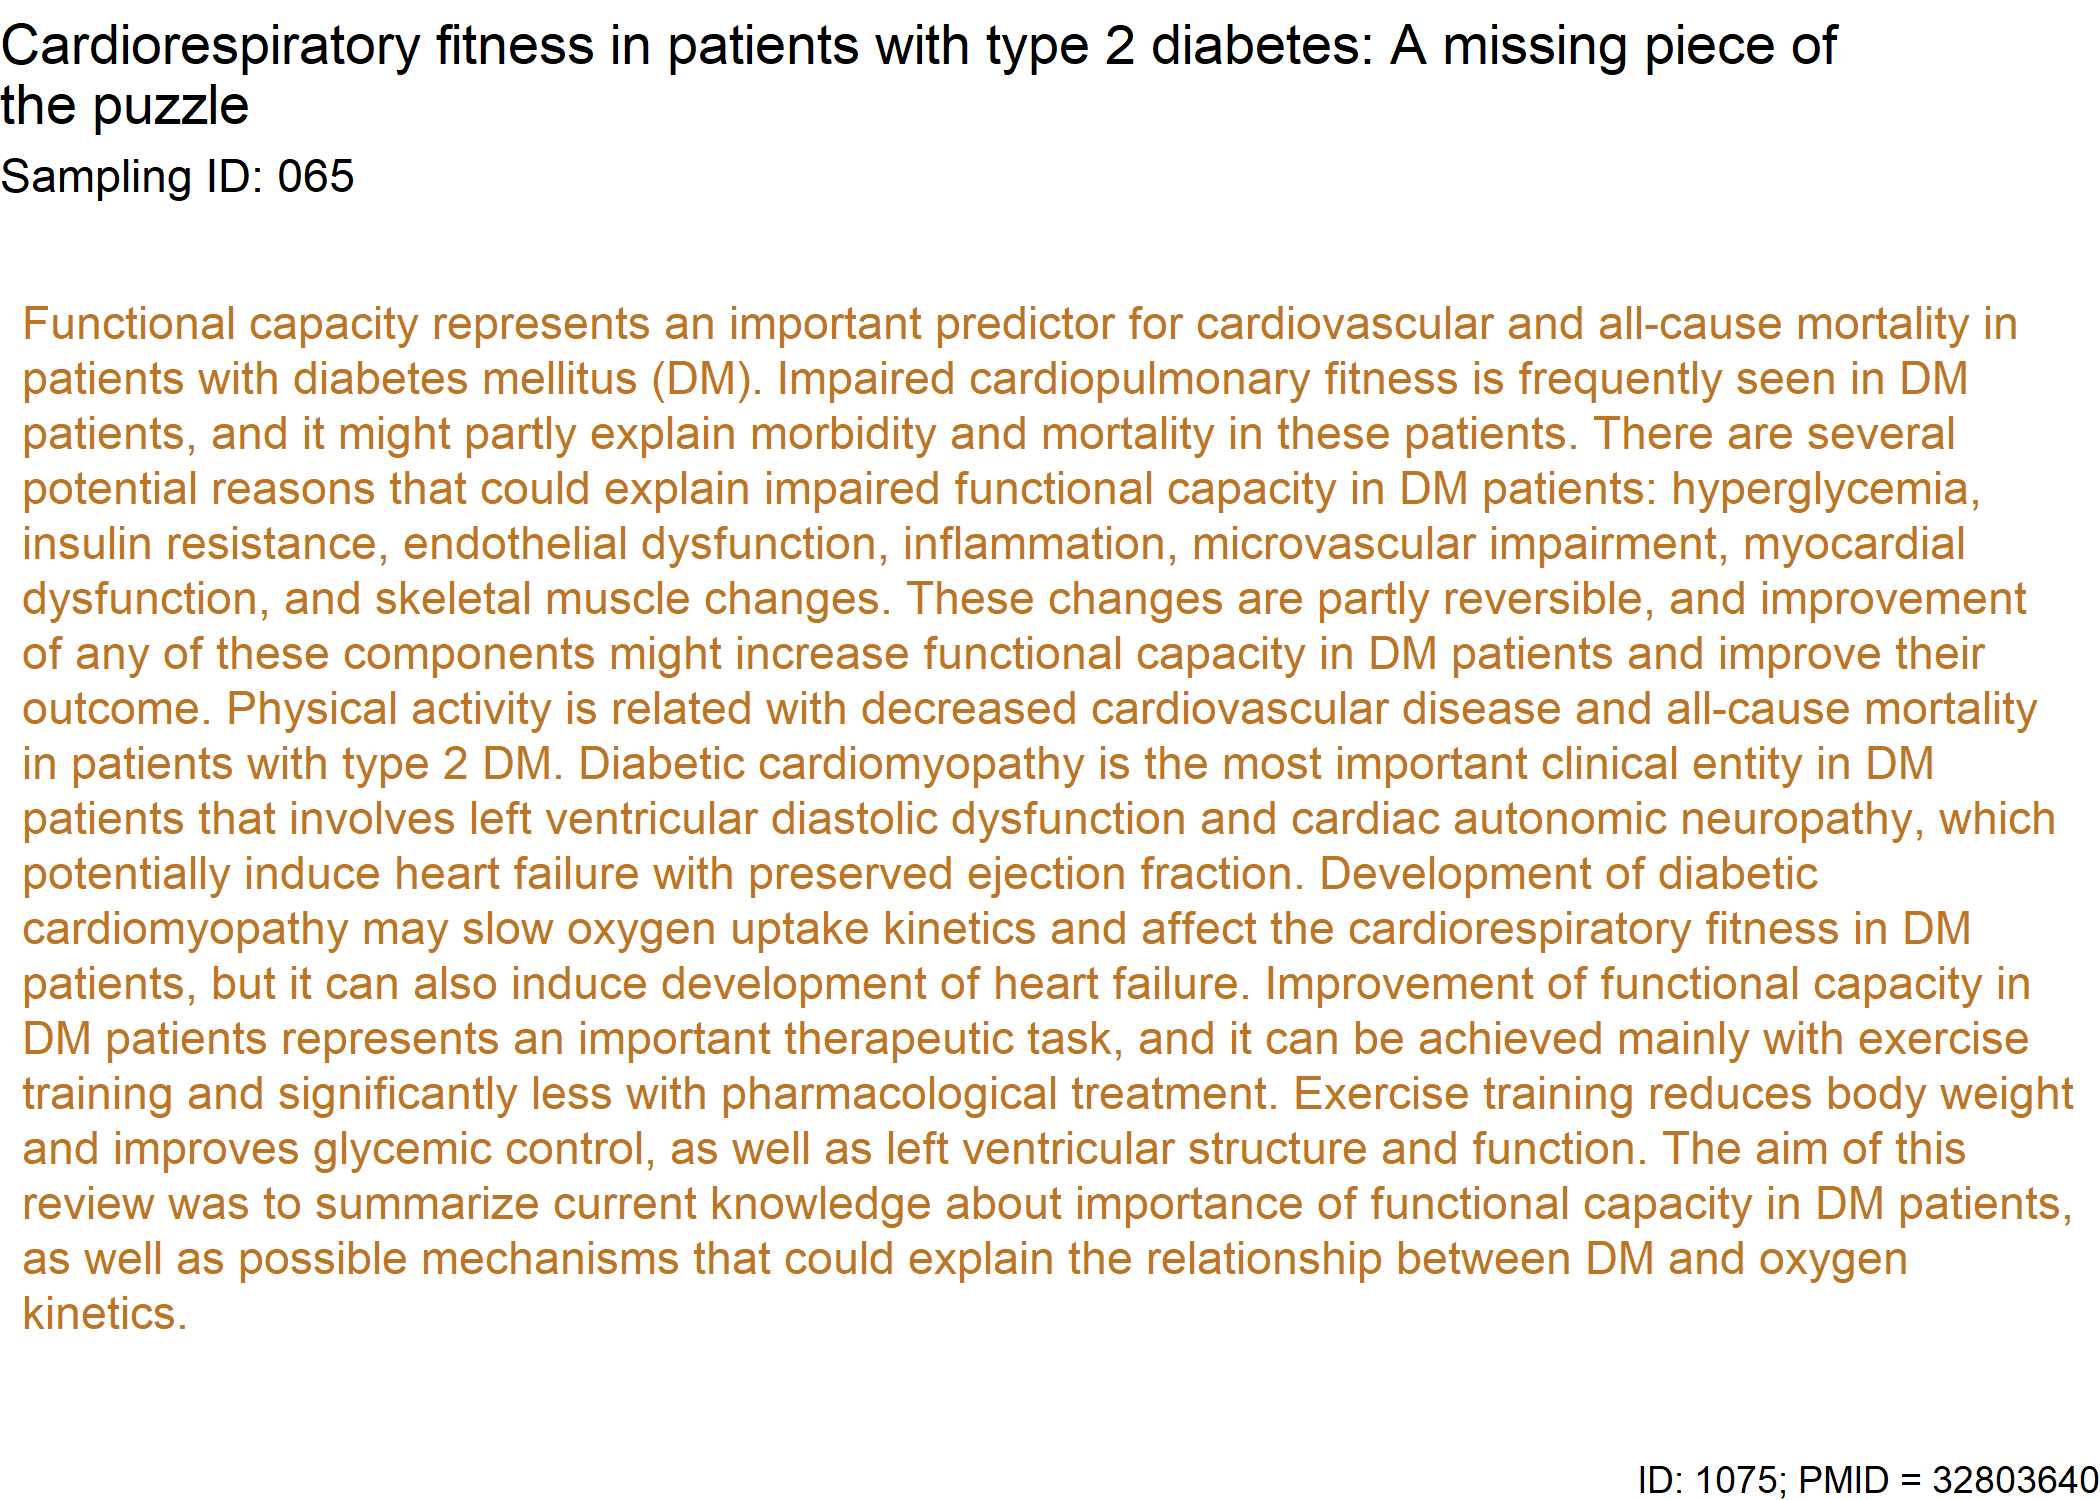 Cardiorespiratory fitness in patients with type 2 diabetes: A missing piece of
the puzzle
Sampling ID: 065
Functional capacity represents an important predictor for cardiovascular and all-cause mortality in
patients with diabetes mellitus (DM). Impaired cardiopulmonary fitness is frequently seen in DM
patients, and it might partly explain morbidity and mortality in these patients. There are several
potential reasons that could explain impaired functional capacity in DM patients: hyperglycemia,
insulin resistance, endothelial dysfunction, inflammation, microvascular impairment, myocardial
dysfunction, and skeletal muscle changes. These changes are partly reversible, and improvement
of any of these components might increase functional capacity in DM patients and improve their
outcome. Physical activity is related with decreased cardiovascular disease and all-cause mortality
in patients with type 2 DM. Diabetic cardiomyopathy is the most important clinical entity in DM
patients that involves left ventricular diastolic dysfunction and cardiac autonomic neuropathy, which
potentially induce heart failure with preserved ejection fraction. Development of diabetic
cardiomyopathy may slow oxygen uptake kinetics and affect the cardiorespiratory fitness in DM
patients, but it can also induce development of heart failure. Improvement of functional capacity in
DM patients represents an important therapeutic task, and it can be achieved mainly with exercise
training and significantly less with pharmacological treatment. Exercise training reduces body weight
and improves glycemic control, as well as left ventricular structure and function. The aim of this
review was to summarize current knowledge about importance of functional capacity in DM patients,
as well as possible mechanisms that could explain the relationship between DM and oxygen
kinetics.
ID: 1075; PMID = 32803640